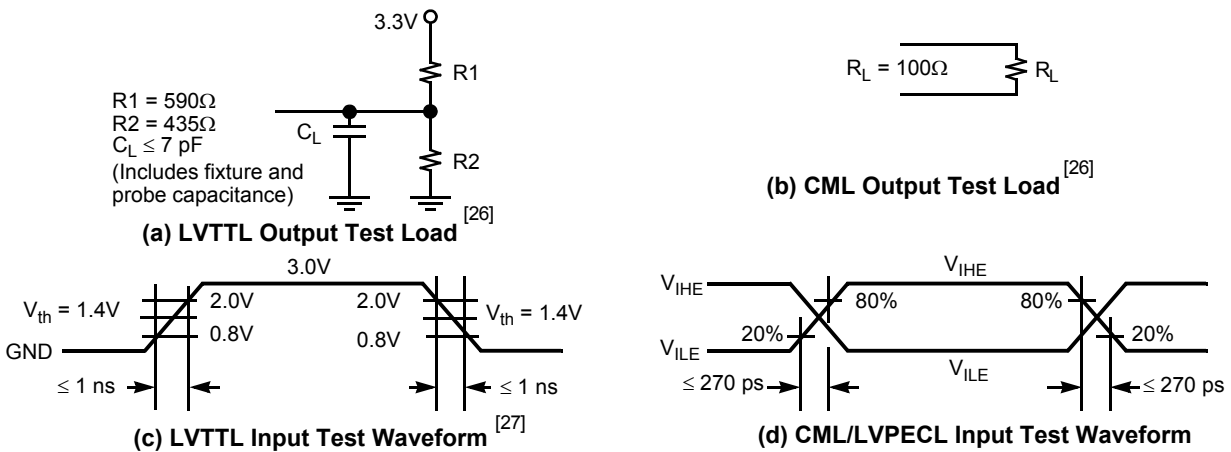 3.3V
R1
R1 = 590Ω
R2 = 435Ω
C_L ≤ 7 pF
(Includes fixture and
probe capacitance)
C_L
R2
(a) LVTTL Output Test Load [26]
R_L = 100Ω
R_L
(b) CML Output Test Load [26]
3.0V
V_th = 1.4V
2.0V
0.8V
2.0V
0.8V
V_th = 1.4V
GND
≤ 1 ns
≤ 1 ns
(c) LVTTL Input Test Waveform [27]
V_IHE
V_IHE
80%
80%
20%
20%
V_ILE
V_ILE
≤ 270 ps
≤ 270 ps
(d) CML/LVPECL Input Test Waveform